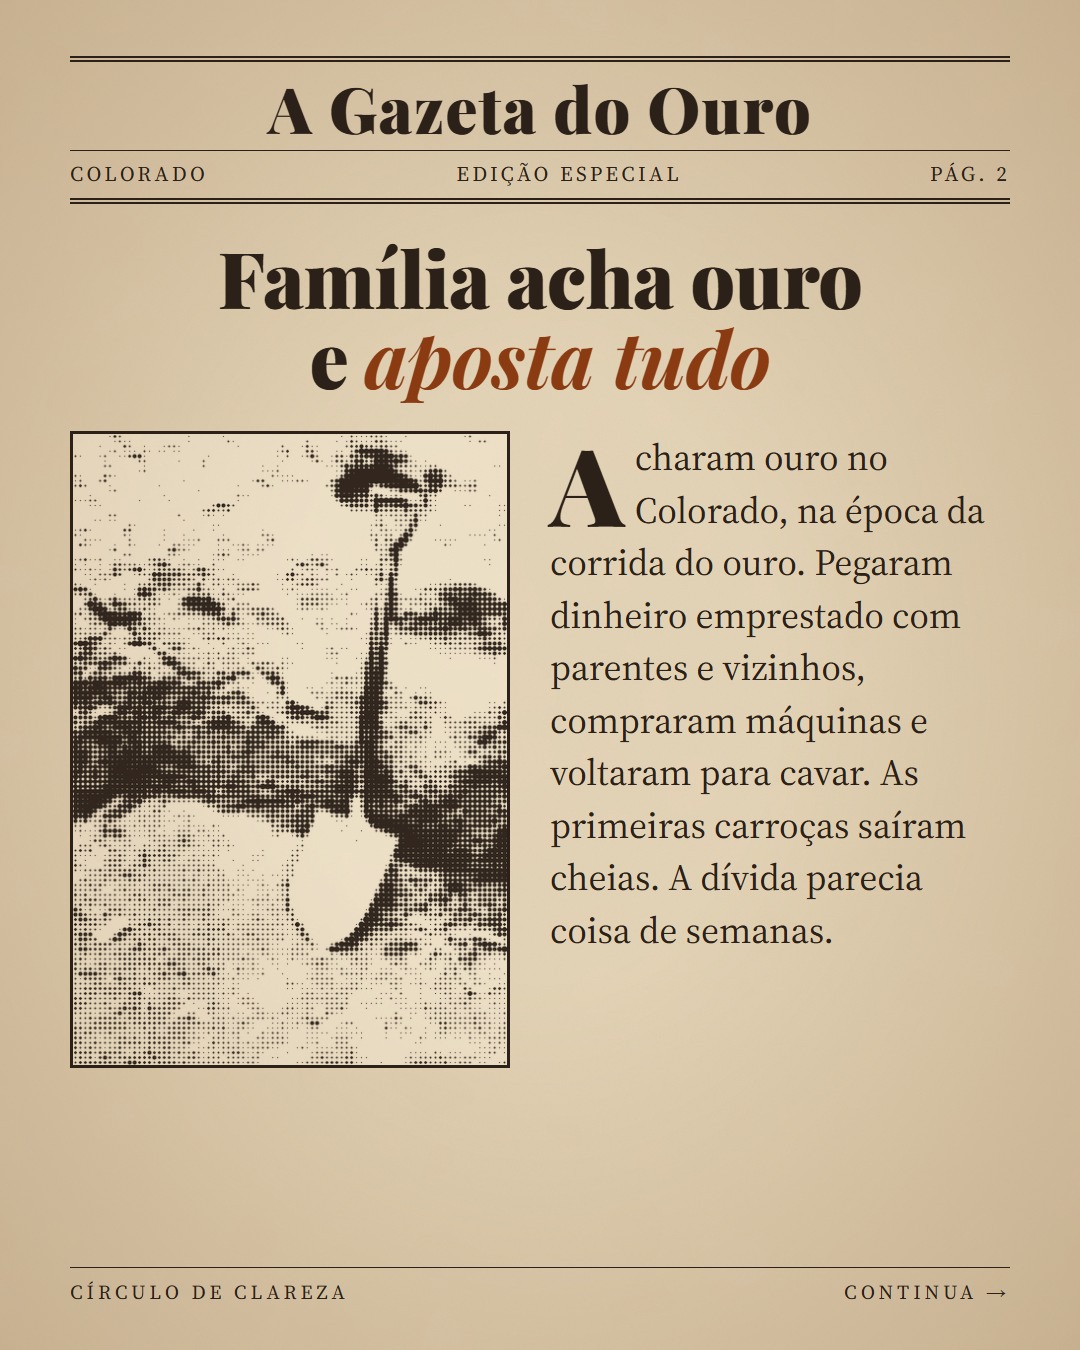 A Gazeta do Ouro
COLORADO EDIÇÃO ESPECIAL PÁG. 2
Família acha ouro
e aposta tudo
Acharam ouro no
Colorado, na época da
corrida do ouro. Pegaram
dinheiro emprestado com
parentes e vizinhos,
compraram máquinas e
voltaram para cavar. As
primeiras carroças saíram
cheias. A dívida parecia
coisa de semanas.
CÍRCULO DE CLAREZA CONTINUA →